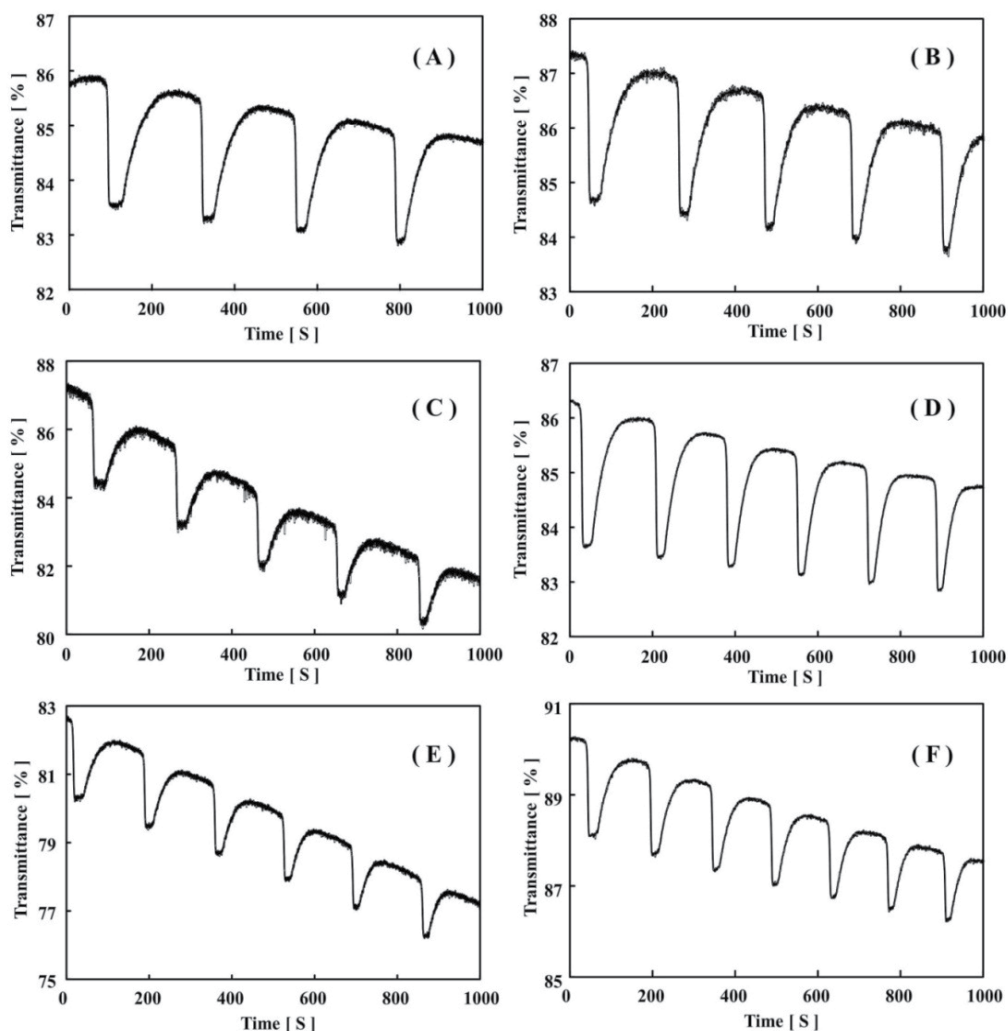 87
86
85
84
83
82
Transmittance [ % ]
( A )
0 200 400 600 800 1000
Time [ S ]
88
87
86
85
84
83
Transmittance [ % ]
( B )
0 200 400 600 800 1000
Time [ S ]
88
86
84
82
80
Transmittance [ % ]
( C )
0 200 400 600 800 1000
Time [ S ]
87
86
85
84
83
82
Transmittance [ % ]
( D )
0 200 400 600 800 1000
Time [ S ]
83
81
79
77
75
Transmittance [ % ]
( E )
0 200 400 600 800 1000
Time [ S ]
91
89
87
85
Transmittance [ % ]
( F )
0 200 400 600 800 1000
Time [ S ]